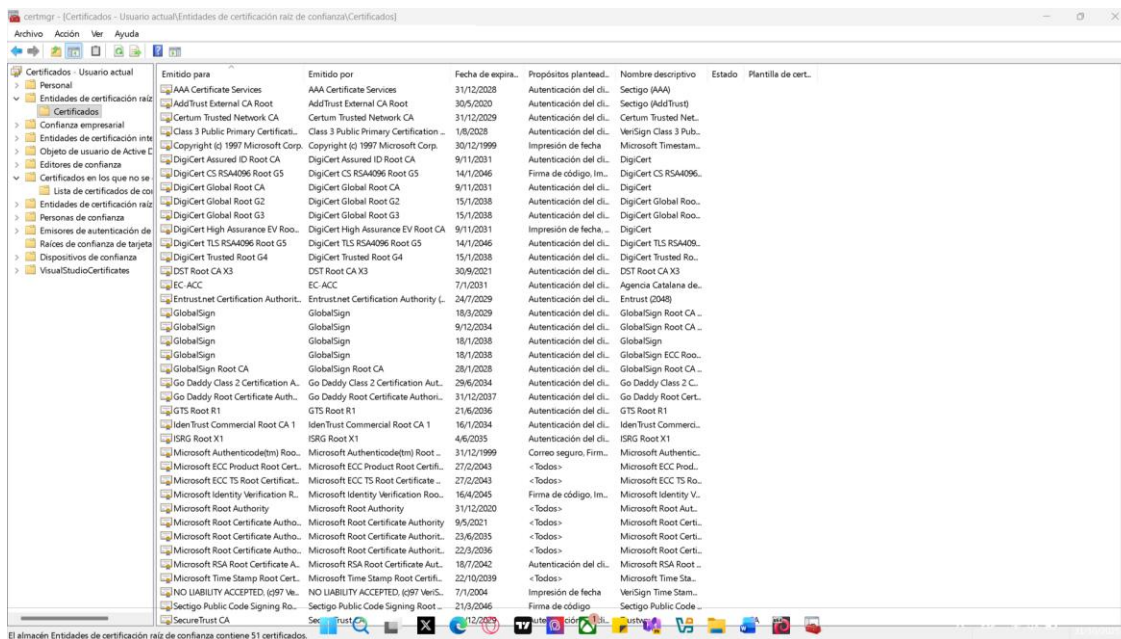 certmgr - [Certificados - Usuario actual\Entidades de certificación raíz de confianza\Certificados]
Archivo Acción Ver Ayuda
Certificados - Usuario actual
Personal
Entidades de certificación raíz
Certificados
Confianza empresarial
Entidades de certificación inte
Objeto de usuario de Active D
Editores de confianza
Certificados en los que no se
Lista de certificados de con
Entidades de certificación raíz
Personas de confianza
Emisores de autenticación de
Raíces de confianza de tarjeta
Dispositivos de confianza
VisualStudioCertificates
Emitido para Emitido por Fecha de expira... Propósitos plantead... Nombre descriptivo Estado Plantilla de cert...
AAA Certificate Services AAA Certificate Services 31/12/2028 Autenticación del cli... Sectigo (AAA)
AddTrust External CA Root AddTrust External CA Root 30/5/2020 Autenticación del cli... Sectigo (AddTrust)
Certum Trusted Network CA Certum Trusted Network CA 31/12/2029 Autenticación del cli... Certum Trusted Net...
Class 3 Public Primary Certificati... Class 3 Public Primary Certification ... 1/8/2028 Autenticación del cli... VeriSign Class 3 Pub...
Copyright (c) 1997 Microsoft Corp. Copyright (c) 1997 Microsoft Corp. 30/12/1999 Impresión de fecha Microsoft Timestam...
DigiCert Assured ID Root CA DigiCert Assured ID Root CA 9/11/2031 Autenticación del cli... DigiCert
DigiCert CS RSA4096 Root G5 DigiCert CS RSA4096 Root G5 14/1/2046 Firma de código, Im... DigiCert CS RSA4096...
DigiCert Global Root CA DigiCert Global Root CA 9/11/2031 Autenticación del cli... DigiCert
DigiCert Global Root G2 DigiCert Global Root G2 15/1/2038 Autenticación del cli... DigiCert Global Roo...
DigiCert Global Root G3 DigiCert Global Root G3 15/1/2038 Autenticación del cli... DigiCert Global Roo...
DigiCert High Assurance EV Roo... DigiCert High Assurance EV Root CA 9/11/2031 Impresión de fecha, ... DigiCert
DigiCert TLS RSA4096 Root G5 DigiCert TLS RSA4096 Root G5 14/1/2046 Autenticación del cli... DigiCert TLS RSA409...
DigiCert Trusted Root G4 DigiCert Trusted Root G4 15/1/2038 Autenticación del cli... DigiCert Trusted Ro...
DST Root CA X3 DST Root CA X3 30/9/2021 Autenticación del cli... DST Root CA X3
EC-ACC EC-ACC 7/1/2031 Autenticación del cli... Agencia Catalana de...
Entrust.net Certification Authorit... Entrust.net Certification Authority (... 24/7/2029 Autenticación del cli... Entrust (2048)
GlobalSign GlobalSign 18/3/2029 Autenticación del cli... GlobalSign Root CA ...
GlobalSign GlobalSign 9/12/2034 Autenticación del cli... GlobalSign Root CA ...
GlobalSign GlobalSign 18/1/2038 Autenticación del cli... GlobalSign
GlobalSign GlobalSign 18/1/2038 Autenticación del cli... GlobalSign ECC Roo...
GlobalSign Root CA GlobalSign Root CA 28/1/2028 Autenticación del cli... GlobalSign Root CA ...
Go Daddy Class 2 Certification A... Go Daddy Class 2 Certification Aut... 29/6/2034 Autenticación del cli... Go Daddy Class 2 C...
Go Daddy Root Certificate Auth... Go Daddy Root Certificate Authori... 31/12/2037 Autenticación del cli... Go Daddy Root Cert...
GTS Root R1 GTS Root R1 21/6/2036 Autenticación del cli... GTS Root R1
IdenTrust Commercial Root CA 1 IdenTrust Commercial Root CA 1 16/1/2034 Autenticación del cli... IdenTrust Commerci...
ISRG Root X1 ISRG Root X1 4/6/2035 Autenticación del cli... ISRG Root X1
Microsoft Authenticode(tm) Roo... Microsoft Authenticode(tm) Root ... 31/12/1999 Correo seguro, Firm... Microsoft Authentic...
Microsoft ECC Product Root Cert... Microsoft ECC Product Root Certifi... 27/2/2043 <Todos> Microsoft ECC Prod...
Microsoft ECC TS Root Certificat... Microsoft ECC TS Root Certificate ... 27/2/2043 <Todos> Microsoft ECC TS Ro...
Microsoft Identity Verification R... Microsoft Identity Verification Roo... 16/4/2045 Firma de código, Im... Microsoft Identity V...
Microsoft Root Authority Microsoft Root Authority 31/12/2020 <Todos> Microsoft Root Aut...
Microsoft Root Certificate Autho... Microsoft Root Certificate Authority 9/5/2021 <Todos> Microsoft Root Certi...
Microsoft Root Certificate Autho... Microsoft Root Certificate Authorit... 23/6/2035 <Todos> Microsoft Root Certi...
Microsoft Root Certificate Autho... Microsoft Root Certificate Authorit... 22/3/2036 <Todos> Microsoft Root Certi...
Microsoft RSA Root Certificate A... Microsoft RSA Root Certificate Aut... 18/7/2042 Autenticación del cli... Microsoft RSA Root ...
Microsoft Time Stamp Root Cert... Microsoft Time Stamp Root Certifi... 22/10/2039 <Todos> Microsoft Time Sta...
NO LIABILITY ACCEPTED, (c)97 Ve... NO LIABILITY ACCEPTED, (c)97 VeriS... 7/1/2004 Impresión de fecha VeriSign Time Stam...
Sectigo Public Code Signing Ro... Sectigo Public Code Signing Root ... 21/3/2046 Firma de código Sectigo Public Code ...
SecureTrust CA
El almacén Entidades de certificación raíz de confianza contiene 51 certificados.